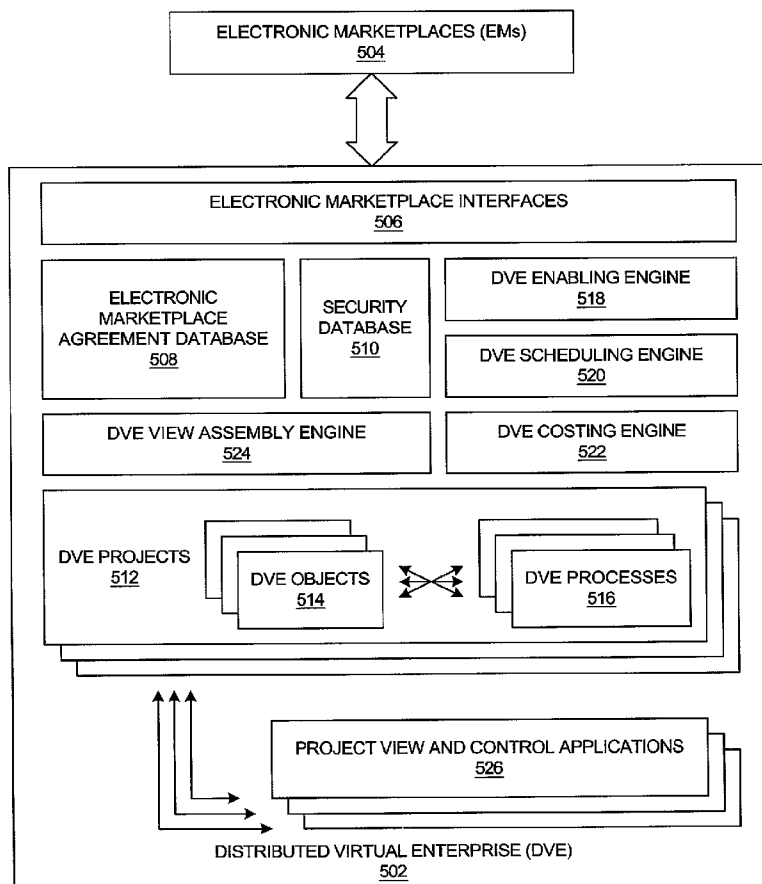 ELECTRONIC MARKETPLACES (EMs)
504
ELECTRONIC MARKETPLACE INTERFACES
506
ELECTRONIC
MARKETPLACE
AGREEMENT DATABASE
508
SECURITY
DATABASE
510
DVE ENABLING ENGINE
518
DVE SCHEDULING ENGINE
520
DVE VIEW ASSEMBLY ENGINE
524
DVE COSTING ENGINE
522
DVE PROJECTS
512
DVE OBJECTS
514
DVE PROCESSES
516
PROJECT VIEW AND CONTROL APPLICATIONS
526
DISTRIBUTED VIRTUAL ENTERPRISE (DVE)
502